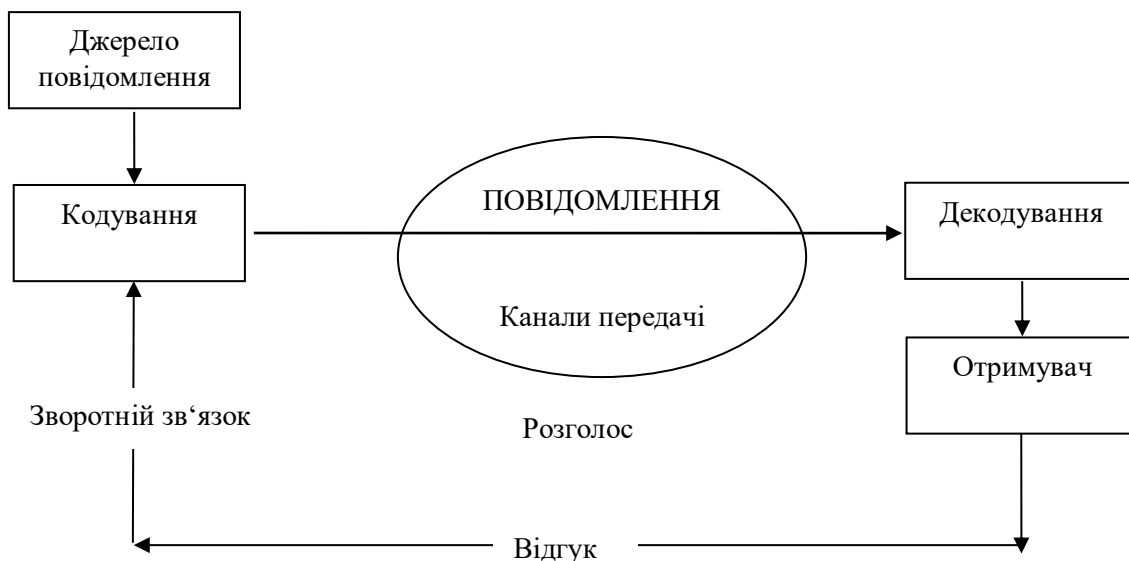 Джерело
повідомлення
Кодування
ПОВІДОМЛЕННЯ
Декодування
Канали передачі
Отримувач
Зворотній зв‘язок
Розголос
Відгук